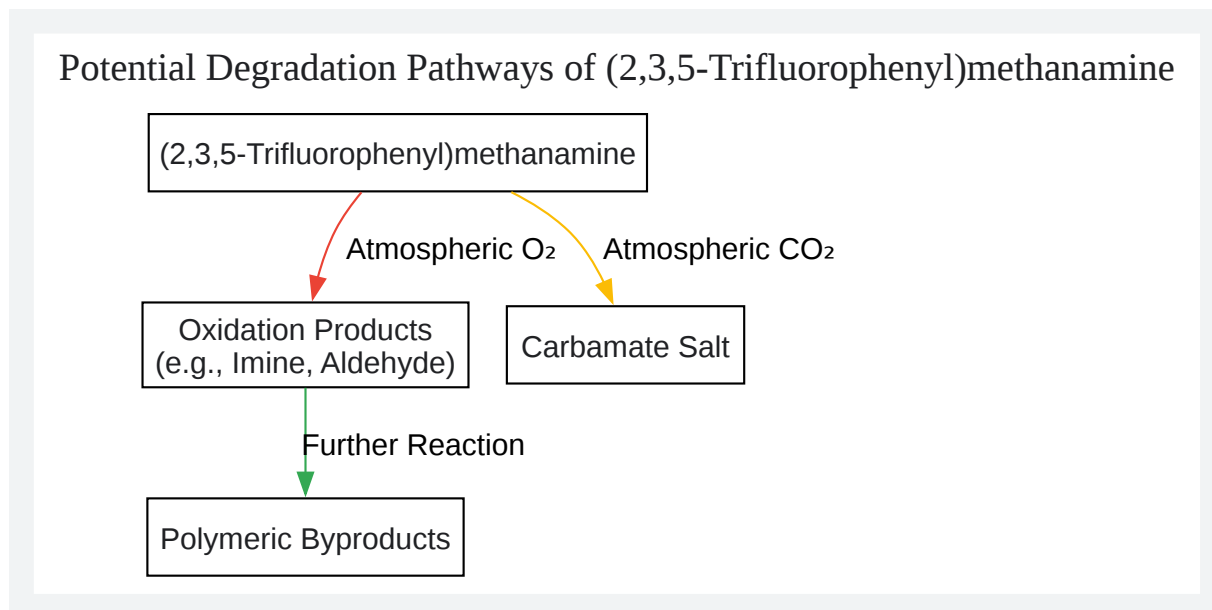 Potential Degradation Pathways of (2,3,5-Trifluorophenyl)methanamine
(2,3,5-Trifluorophenyl)methanamine
Atmospheric O₂
Atmospheric CO₂
Oxidation Products
(e.g., Imine, Aldehyde)
Carbamate Salt
Further Reaction
Polymeric Byproducts